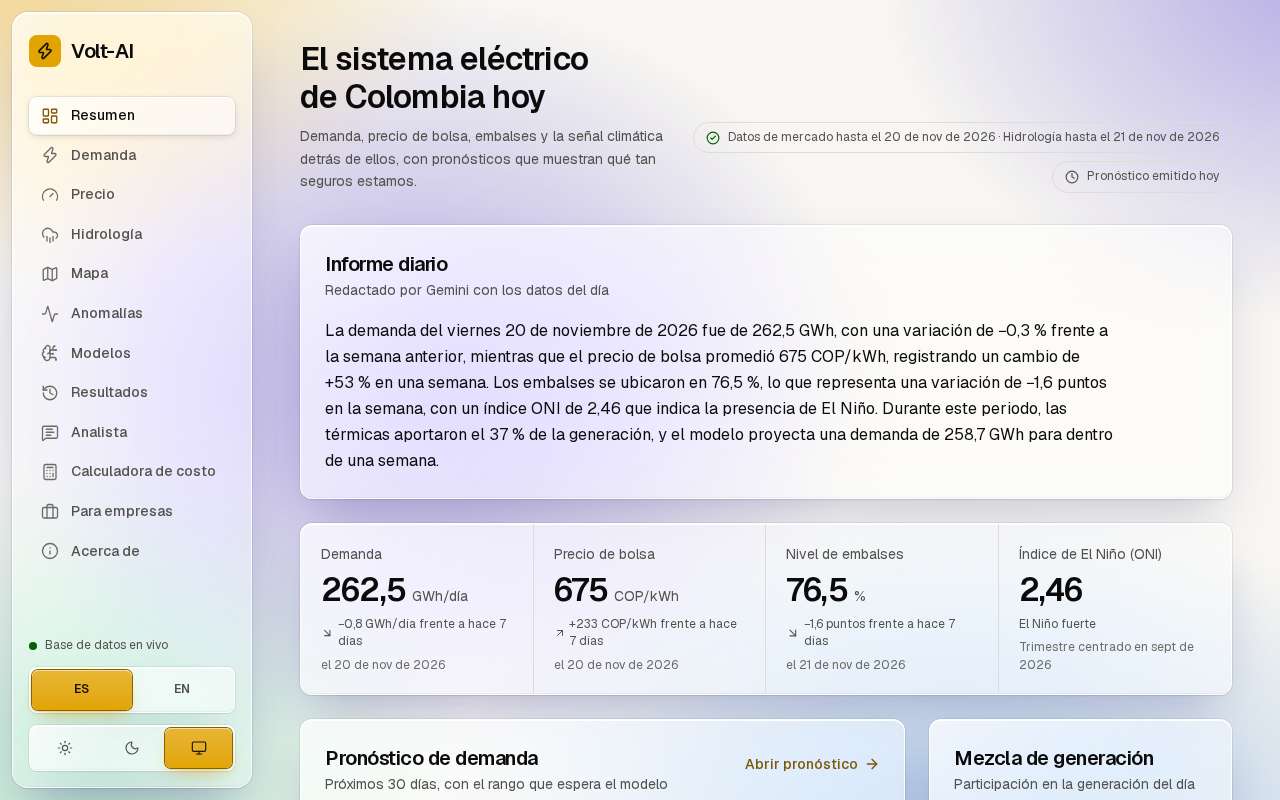 Volt-AI
Resumen
Demanda
Precio
Hidrología
Mapa
Anomalías
Modelos
Resultados
Analista
Calculadora de costo
Para empresas
Acerca de
Base de datos en vivo
ES
EN
El sistema eléctrico
de Colombia hoy
Demanda, precio de bolsa, embalses y la señal climática
detrás de ellos, con pronósticos que muestran qué tan
seguros estamos.
Datos de mercado hasta el 20 de nov de 2026 · Hidrología hasta el 21 de nov de 2026
Pronóstico emitido hoy
Informe diario
Redactado por Gemini con los datos del día
La demanda del viernes 20 de noviembre de 2026 fue de 262,5 GWh, con una variación de −0,3 % frente a
la semana anterior, mientras que el precio de bolsa promedió 675 COP/kWh, registrando un cambio de
+53 % en una semana. Los embalses se ubicaron en 76,5 %, lo que representa una variación de −1,6 puntos
en la semana, con un índice ONI de 2,46 que indica la presencia de El Niño. Durante este periodo, las
térmicas aportaron el 37 % de la generación, y el modelo proyecta una demanda de 258,7 GWh para dentro
de una semana.
Demanda
262,5 GWh/día
−0,8 GWh/día frente a hace 7
días
el 20 de nov de 2026
Precio de bolsa
675 COP/kWh
+233 COP/kWh frente a hace
7 días
el 20 de nov de 2026
Nivel de embalses
76,5 %
−1,6 puntos frente a hace 7
días
el 21 de nov de 2026
Índice de El Niño (ONI)
2,46
El Niño fuerte
Trimestre centrado en sept de
2026
Pronóstico de demanda
Próximos 30 días, con el rango que espera el modelo
Abrir pronóstico
Mezcla de generación
Participación en la generación del día